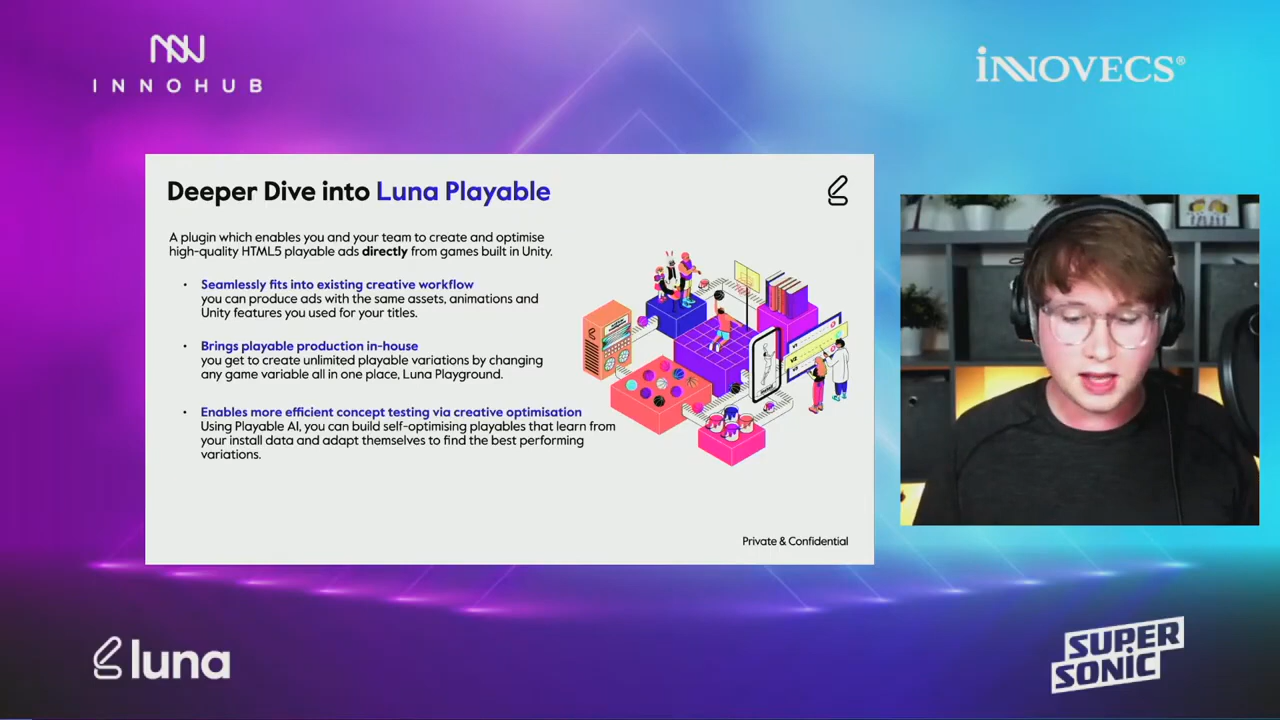 INNOHUB
innovecs®
Deeper Dive into Luna Playable
A plugin which enables you and your team to create and optimise
high-quality HTML5 playable ads directly from games built in Unity.
• Seamlessly fits into existing creative workflow
you can produce ads with the same assets, animations and
Unity features you used for your titles.
• Brings playable production in-house
you get to create unlimited playable variations by changing
any game variable all in one place, Luna Playground.
• Enables more efficient concept testing via creative optimisation
Using Playable AI, you can build self-optimising playables that learn from
your install data and adapt themselves to find the best performing
variations.
Private & Confidential
luna
SUPER
SONIC